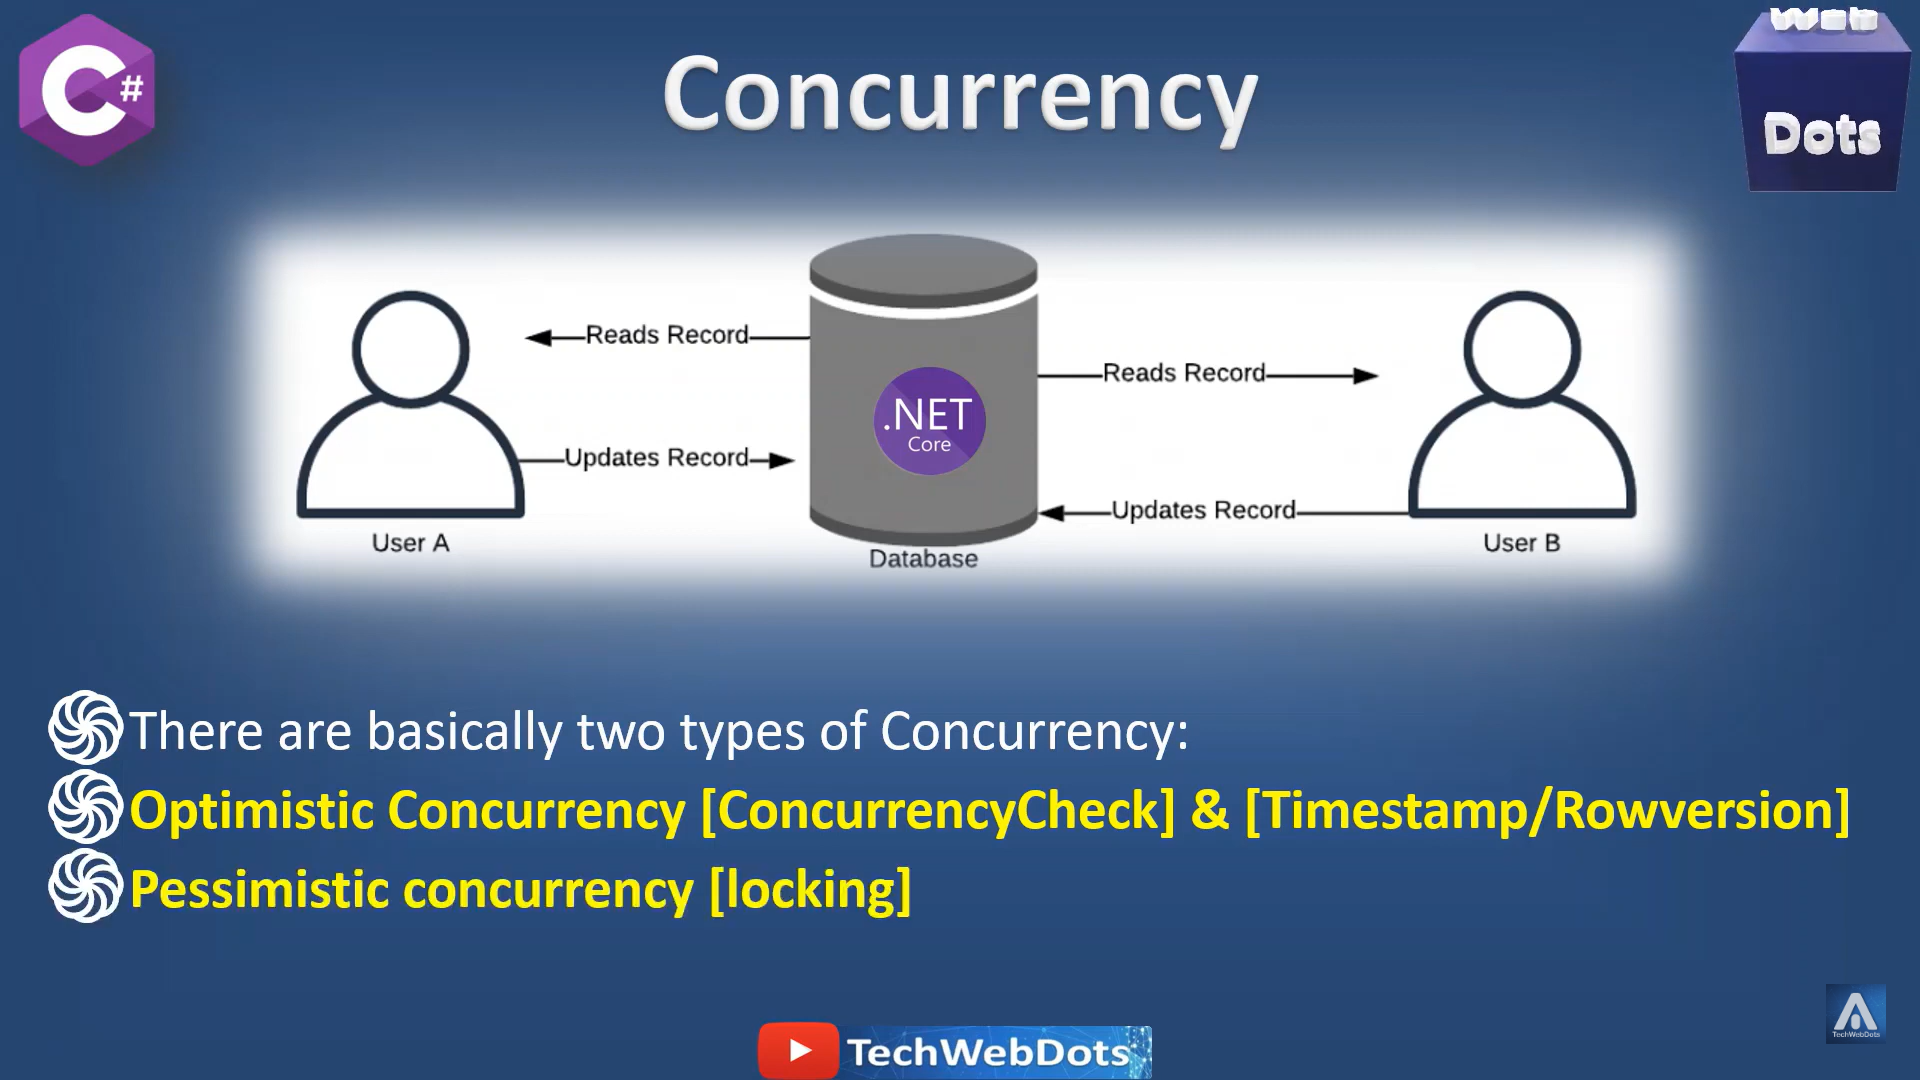 C#
Concurrency
Web
Dots
Reads Record
Reads Record
.NET
Core
Updates Record
Updates Record
User A
Database
User B
There are basically two types of Concurrency:
Optimistic Concurrency [ConcurrencyCheck] & [Timestamp/Rowversion]
Pessimistic concurrency [locking]
TechWebDots
TechWebDots